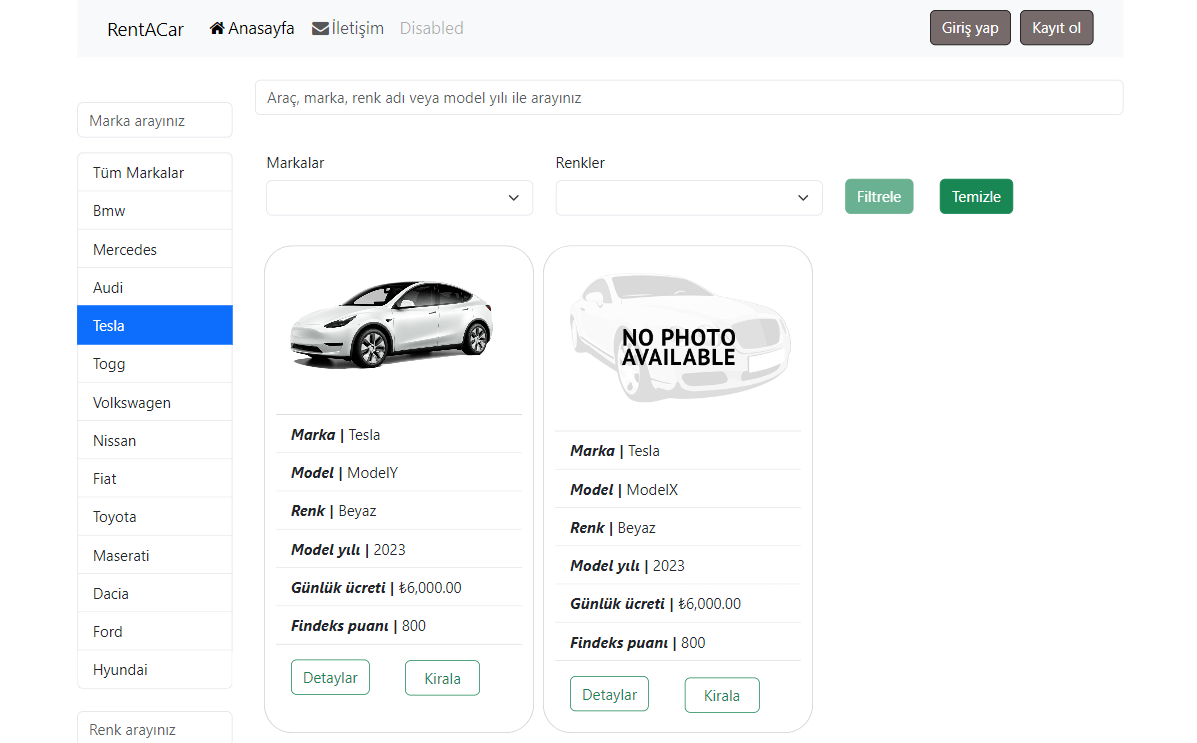 RentACar Anasayfa İletişim Disabled Giriş yap Kayıt ol
Araç, marka, renk adı veya model yılı ile arayınız
Marka arayınız
Tüm Markalar
Bmw
Mercedes
Audi
Tesla
Togg
Volkswagen
Nissan
Fiat
Toyota
Maserati
Dacia
Ford
Hyundai
Renk arayınız
Markalar Renkler
Filtrele Temizle
Marka | Tesla
Model | ModelY
Renk | Beyaz
Model yılı | 2023
Günlük ücreti | ₺6,000.00
Findeks puanı | 800
Detaylar Kirala
NO PHOTO
AVAILABLE
Marka | Tesla
Model | ModelX
Renk | Beyaz
Model yılı | 2023
Günlük ücreti | ₺6,000.00
Findeks puanı | 800
Detaylar Kirala